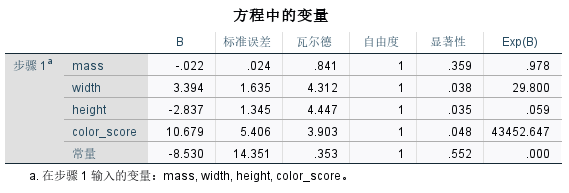 方程中的变量
B 标准误差 瓦尔德 自由度 显著性 Exp(B)
步骤 1a mass -.022 .024 .841 1 .359 .978
width 3.394 1.635 4.312 1 .038 29.800
height -2.837 1.345 4.447 1 .035 .059
color_score 10.679 5.406 3.903 1 .048 43452.647
常量 -8.530 14.351 .353 1 .552 .000
a. 在步骤 1 输入的变量：mass, width, height, color_score。